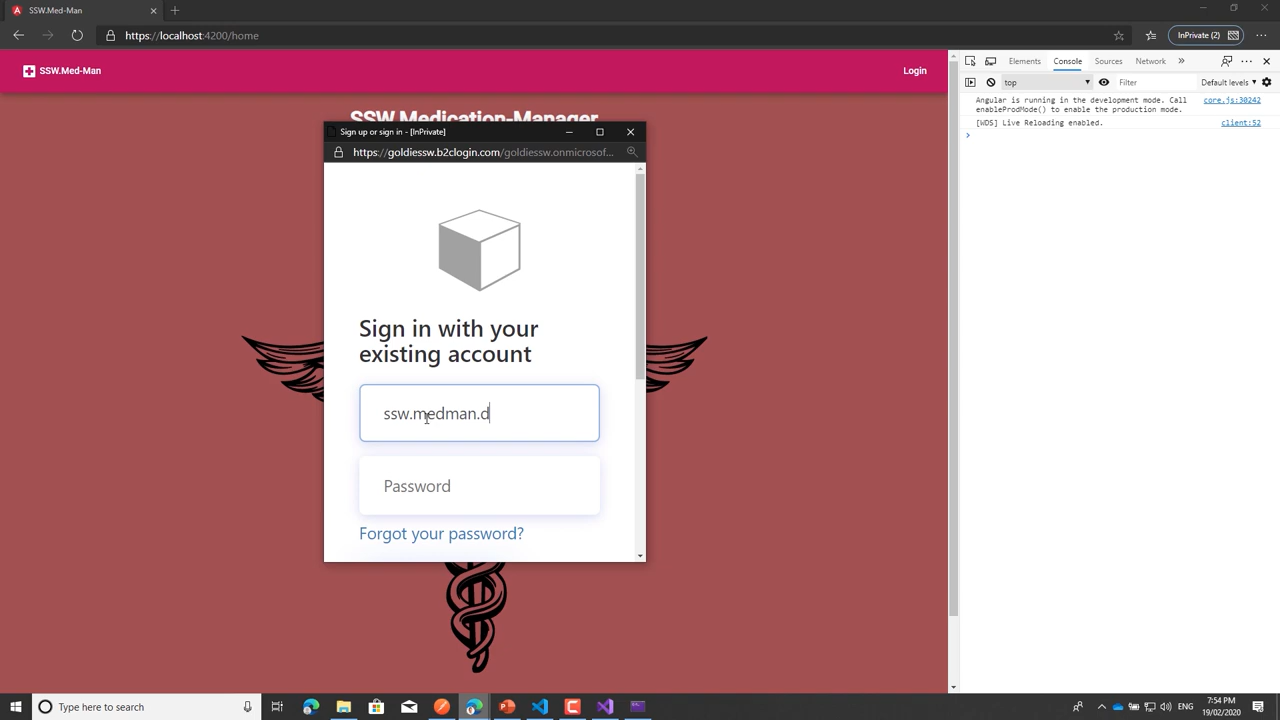 SSW.Med-Man
https://localhost:4200/home
InPrivate (2)
SSW.Med-Man
Login
SSW.Medication-Manager
Sign up or sign in - [InPrivate]
https://goldiessw.b2clogin.com/goldiessw.onmicrosof...
Sign in with your
existing account
ssw.medman.d
Password
Forgot your password?
Elements
Console
Sources
Network
top
Filter
Default levels
Angular is running in the development mode. Call
enableProdMode() to enable the production mode.
core.js:30242
[WDS] Live Reloading enabled.
client:52
Type here to search
ENG
7:54 PM
19/02/2020